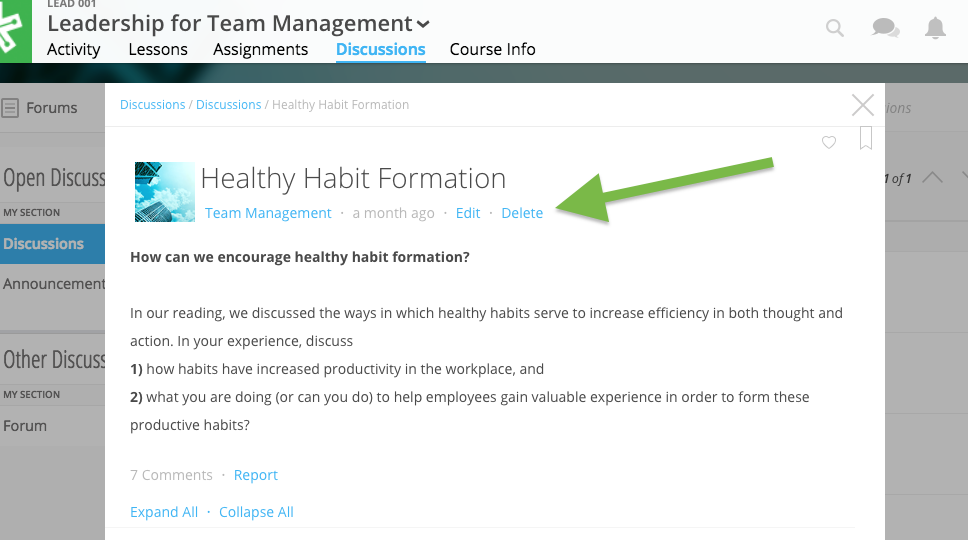 LEAD 001
Leadership for Team Management
Activity Lessons Assignments Discussions Course Info
Discussions / Discussions / Healthy Habit Formation
Forums
1 of 1
Open Discuss
MY SECTION
Discussions
Announcement
Other Discuss
MY SECTION
Forum
Healthy Habit Formation
Team Management · a month ago · Edit · Delete
How can we encourage healthy habit formation?
In our reading, we discussed the ways in which healthy habits serve to increase efficiency in both thought and
action. In your experience, discuss
1) how habits have increased productivity in the workplace, and
2) what you are doing (or can you do) to help employees gain valuable experience in order to form these
productive habits?
7 Comments · Report
Expand All · Collapse All